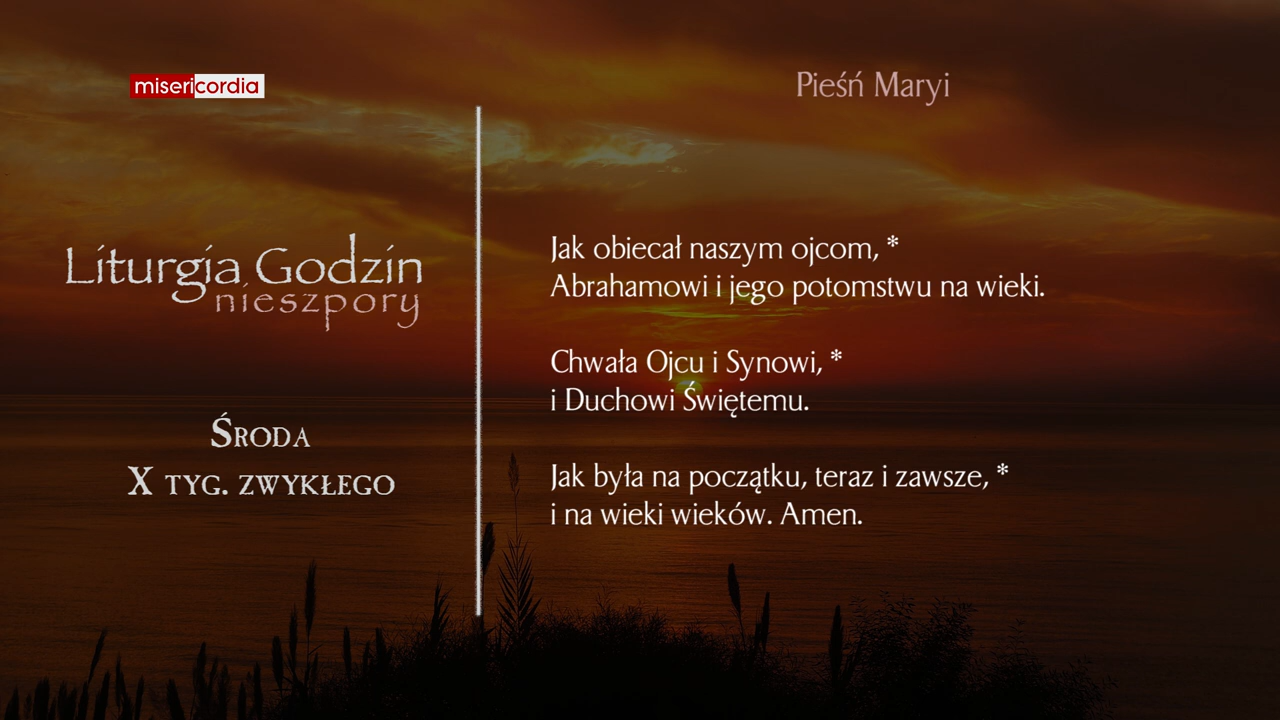 misericordia
Liturgia Godzin
nieszpory
Środa
X tyg. zwykłego
Pieśń Maryi
Jak obiecał naszym ojcom, *
Abrahamowi i jego potomstwu na wieki.
Chwała Ojcu i Synowi, *
i Duchowi Świętemu.
Jak była na początku, teraz i zawsze, *
i na wieki wieków. Amen.